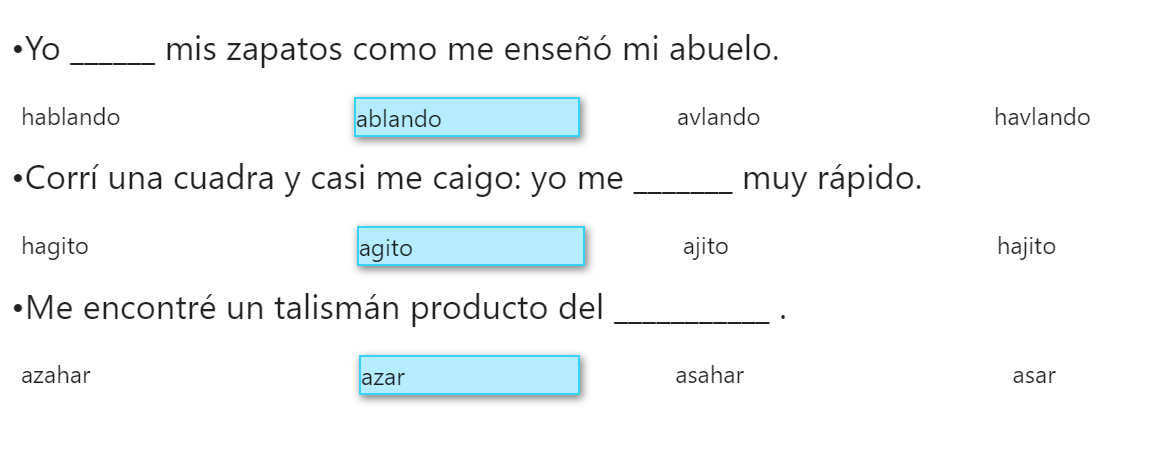 •Yo ______ mis zapatos como me enseñó mi abuelo.
hablando ablando avlando havlando
•Corrí una cuadra y casi me caigo: yo me _______ muy rápido.
hagito agito ajito hajito
•Me encontré un talismán producto del ___________ .
azahar azar asahar asar